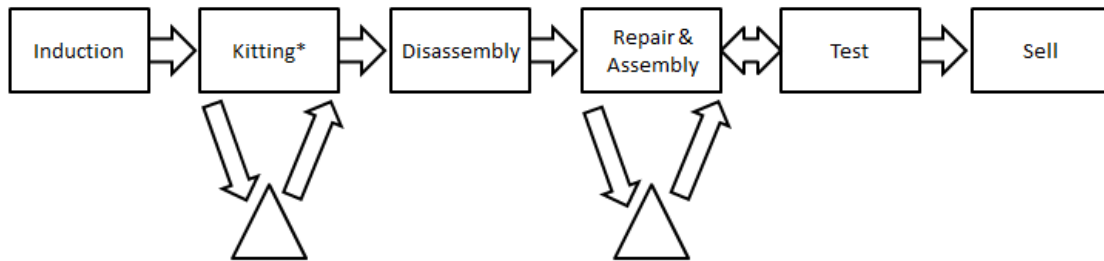 Induction
Kitting*
Disassembly
Repair &
Assembly
Test
Sell